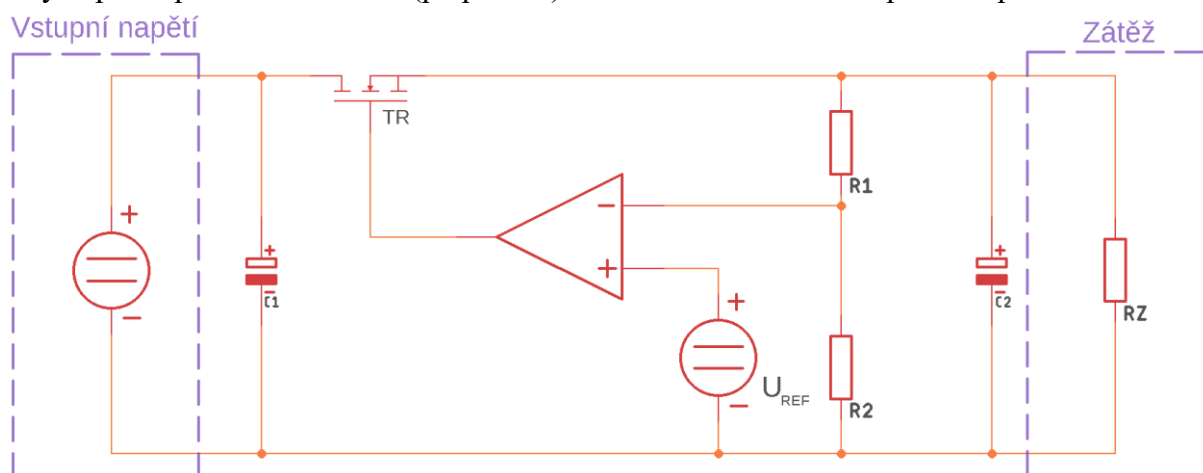 Vstupní napětí
Zátěž
TR
R1
C1
C2
RZ
U REF
R2